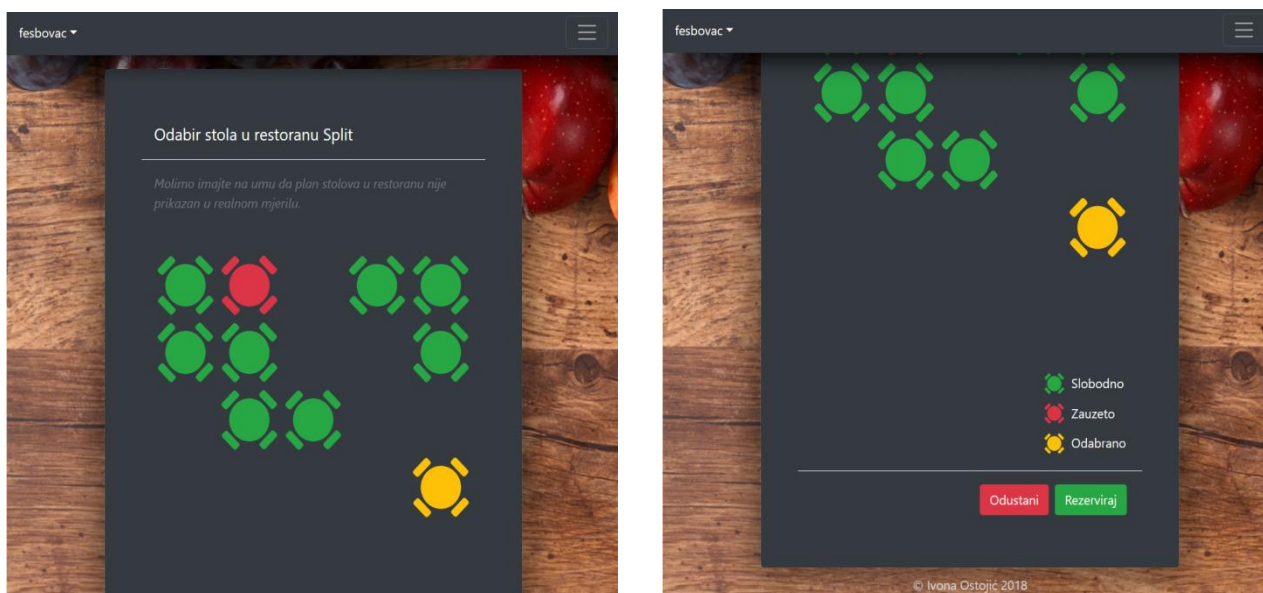 fesbovac
Odabir stola u restoranu Split
Molimo imajte na umu da plan stolova u restoranu nije
prikazan u realnom mjerilu.
fesbovac
Slobodno
Zauzeto
Odabrano
Odustani
Rezerviraj
© Ivona Ostojić 2018